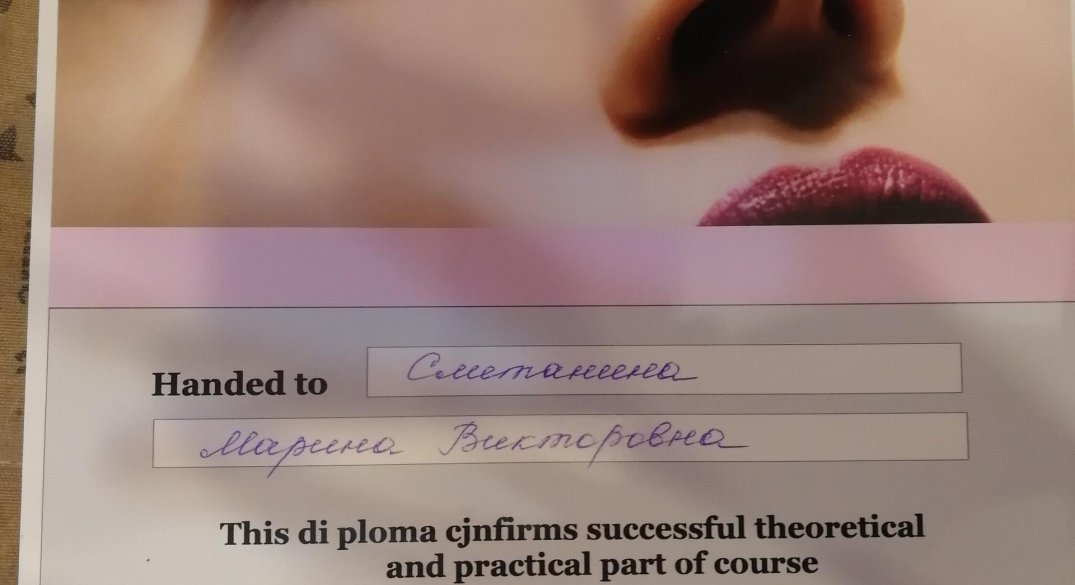 Handed to Сметанина
Марина Викторовна
This di ploma cjnfirms successful theoretical
and practical part of course